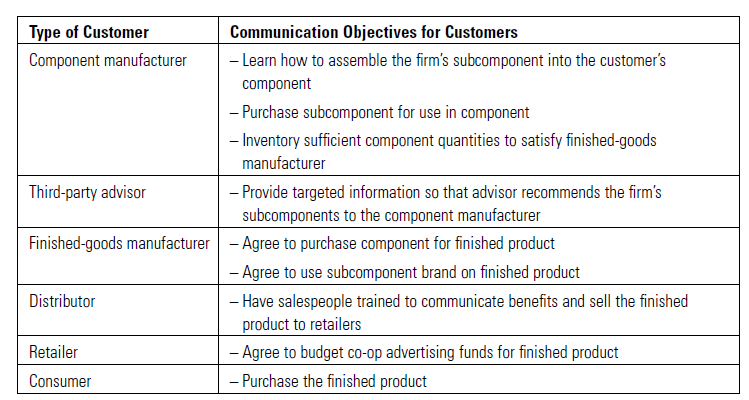 Type of Customer
Communication Objectives for Customers
Component manufacturer
– Learn how to assemble the firm's subcomponent into the customer's
component
– Purchase subcomponent for use in component
– Inventory sufficient component quantities to satisfy finished-goods
manufacturer
Third-party advisor
– Provide targeted information so that advisor recommends the firm's
subcomponents to the component manufacturer
Finished-goods manufacturer
– Agree to purchase component for finished product
– Agree to use subcomponent brand on finished product
Distributor
– Have salespeople trained to communicate benefits and sell the finished
product to retailers
Retailer
– Agree to budget co-op advertising funds for finished product
Consumer
– Purchase the finished product